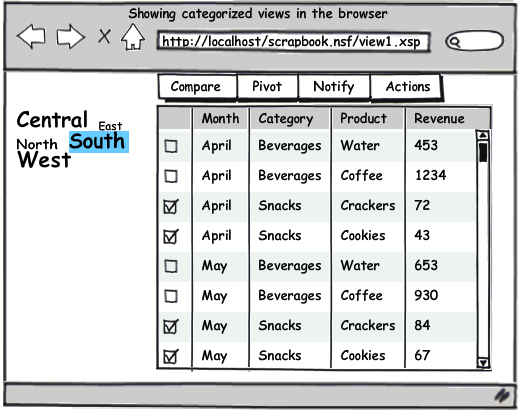 Showing categorized views in the browser
http://localhost/scrapbook.nsf/view1.xsp
Compare Pivot Notify Actions
Central East
North South
West
Month Category Product Revenue
April Beverages Water 453
April Beverages Coffee 1234
April Snacks Crackers 72
April Snacks Cookies 43
May Beverages Water 653
May Beverages Coffee 930
May Snacks Crackers 84
May Snacks Cookies 67